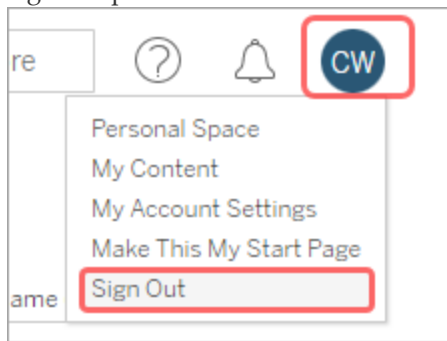 re
?
CW
Personal Space
My Content
My Account Settings
Make This My Start Page
Sign Out
ame